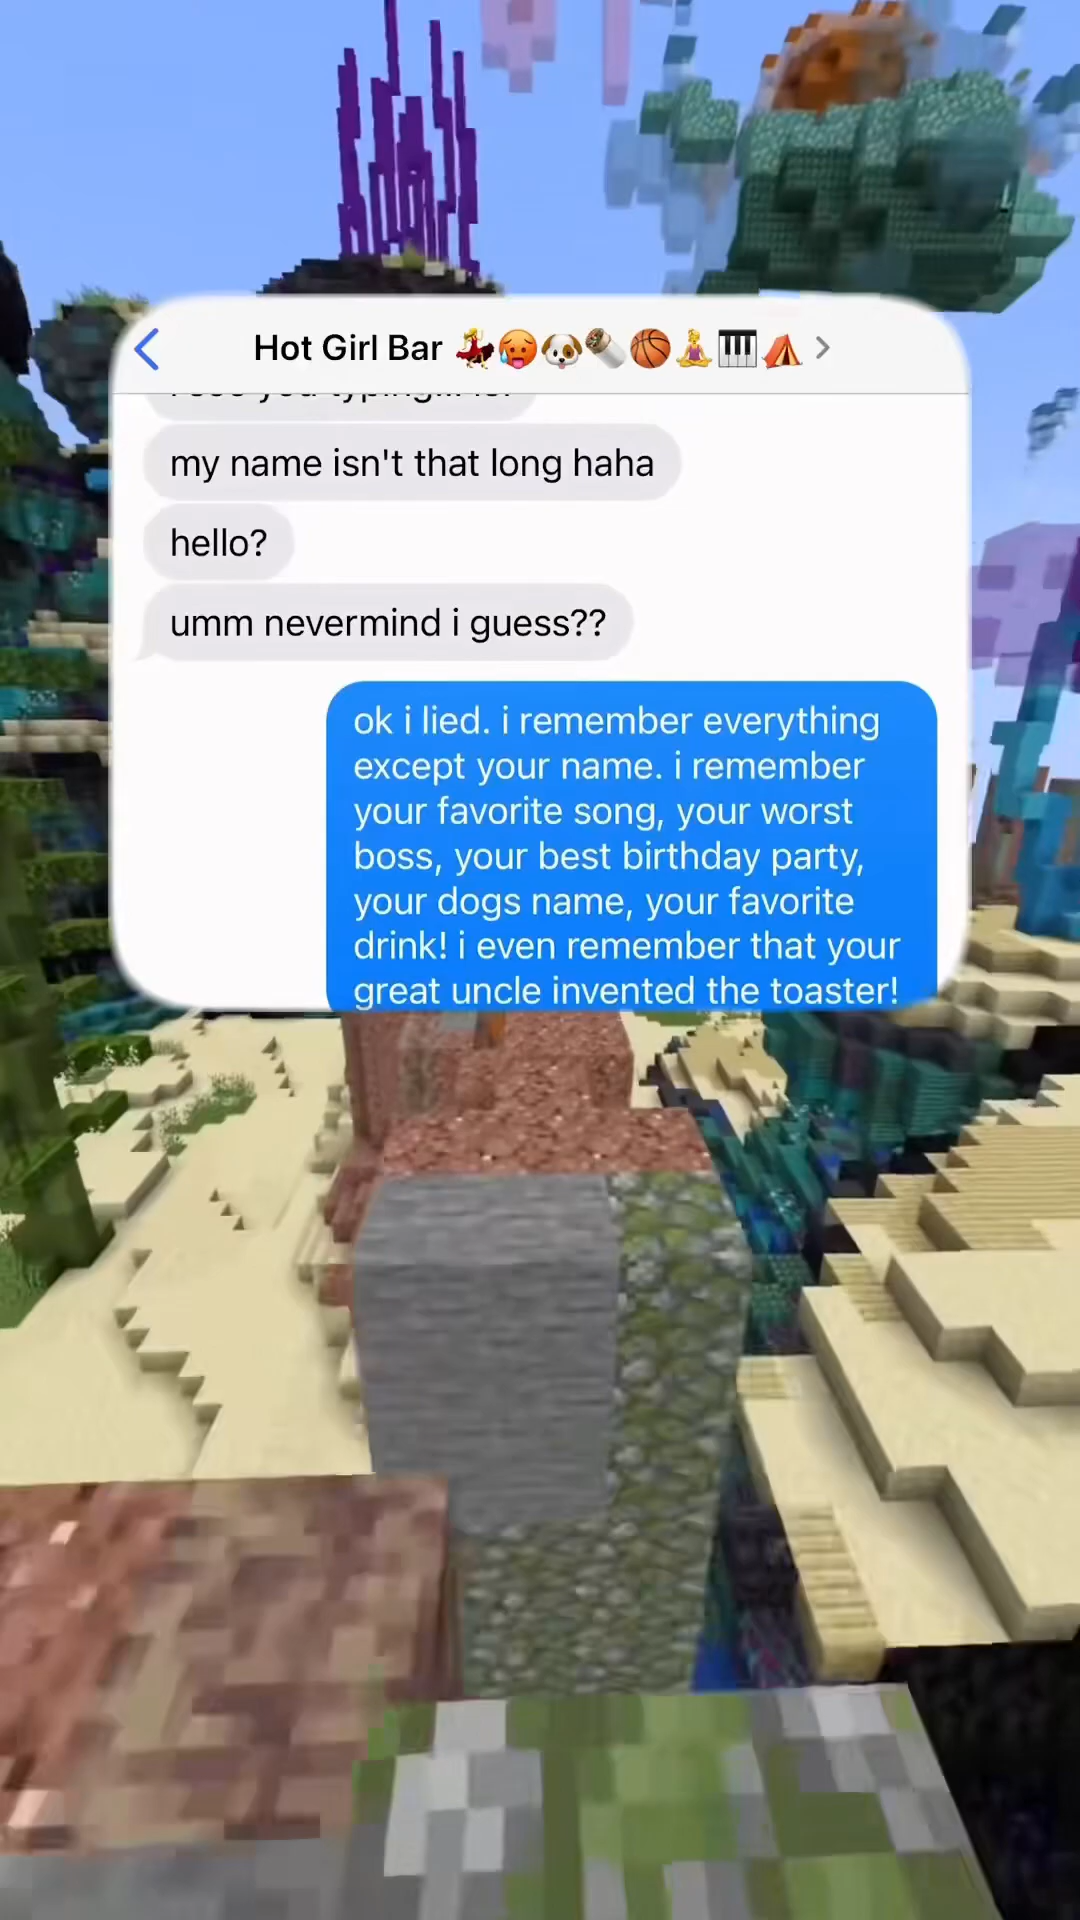 Hot Girl Bar 💃🥵🐶🌯🏀🧘‍♀️🎹⛺ >
my name isn't that long haha
hello?
umm nevermind i guess??
ok i lied. i remember everything
except your name. i remember
your favorite song, your worst
boss, your best birthday party,
your dogs name, your favorite
drink! i even remember that your
great uncle invented the toaster!